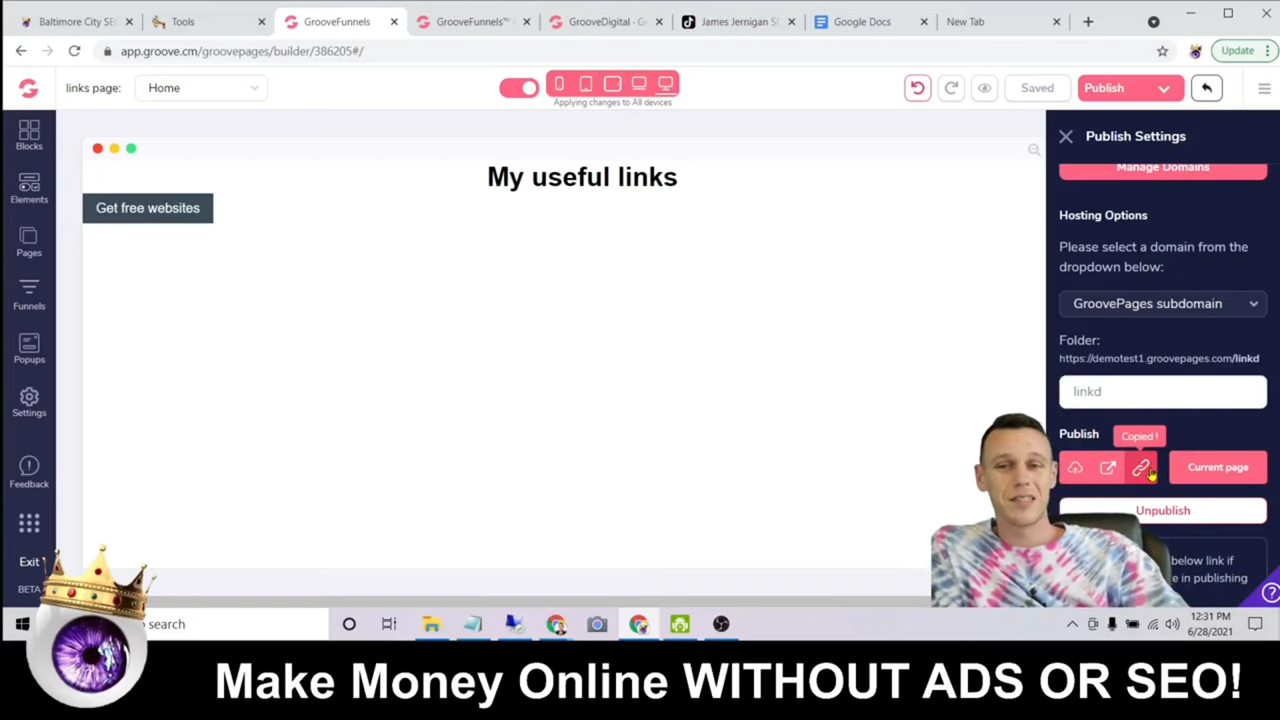 Baltimore City SEC
Tools
GrooveFunnels
GrooveFunnels™ |
GrooveDigital - G
James Jernigan S
Google Docs
New Tab
app.groove.cm/groovepages/builder/386205#/
Update
links page:
Home
Applying changes to All devices
Saved
Publish
Publish Settings
Blocks
Elements
Pages
Funnels
Popups
Settings
Feedback
Exit
BETA
My useful links
Get free websites
Manage Domains
Hosting Options
Please select a domain from the
dropdown below:
GroovePages subdomain
Folder:
https://demotest1.groovepages.com/linkd
linkd
Publish
Copied !
Current page
Unpublish
below link if
e in publishing
search
12:31 PM
6/28/2021
Make Money Online WITHOUT ADS OR SEO!